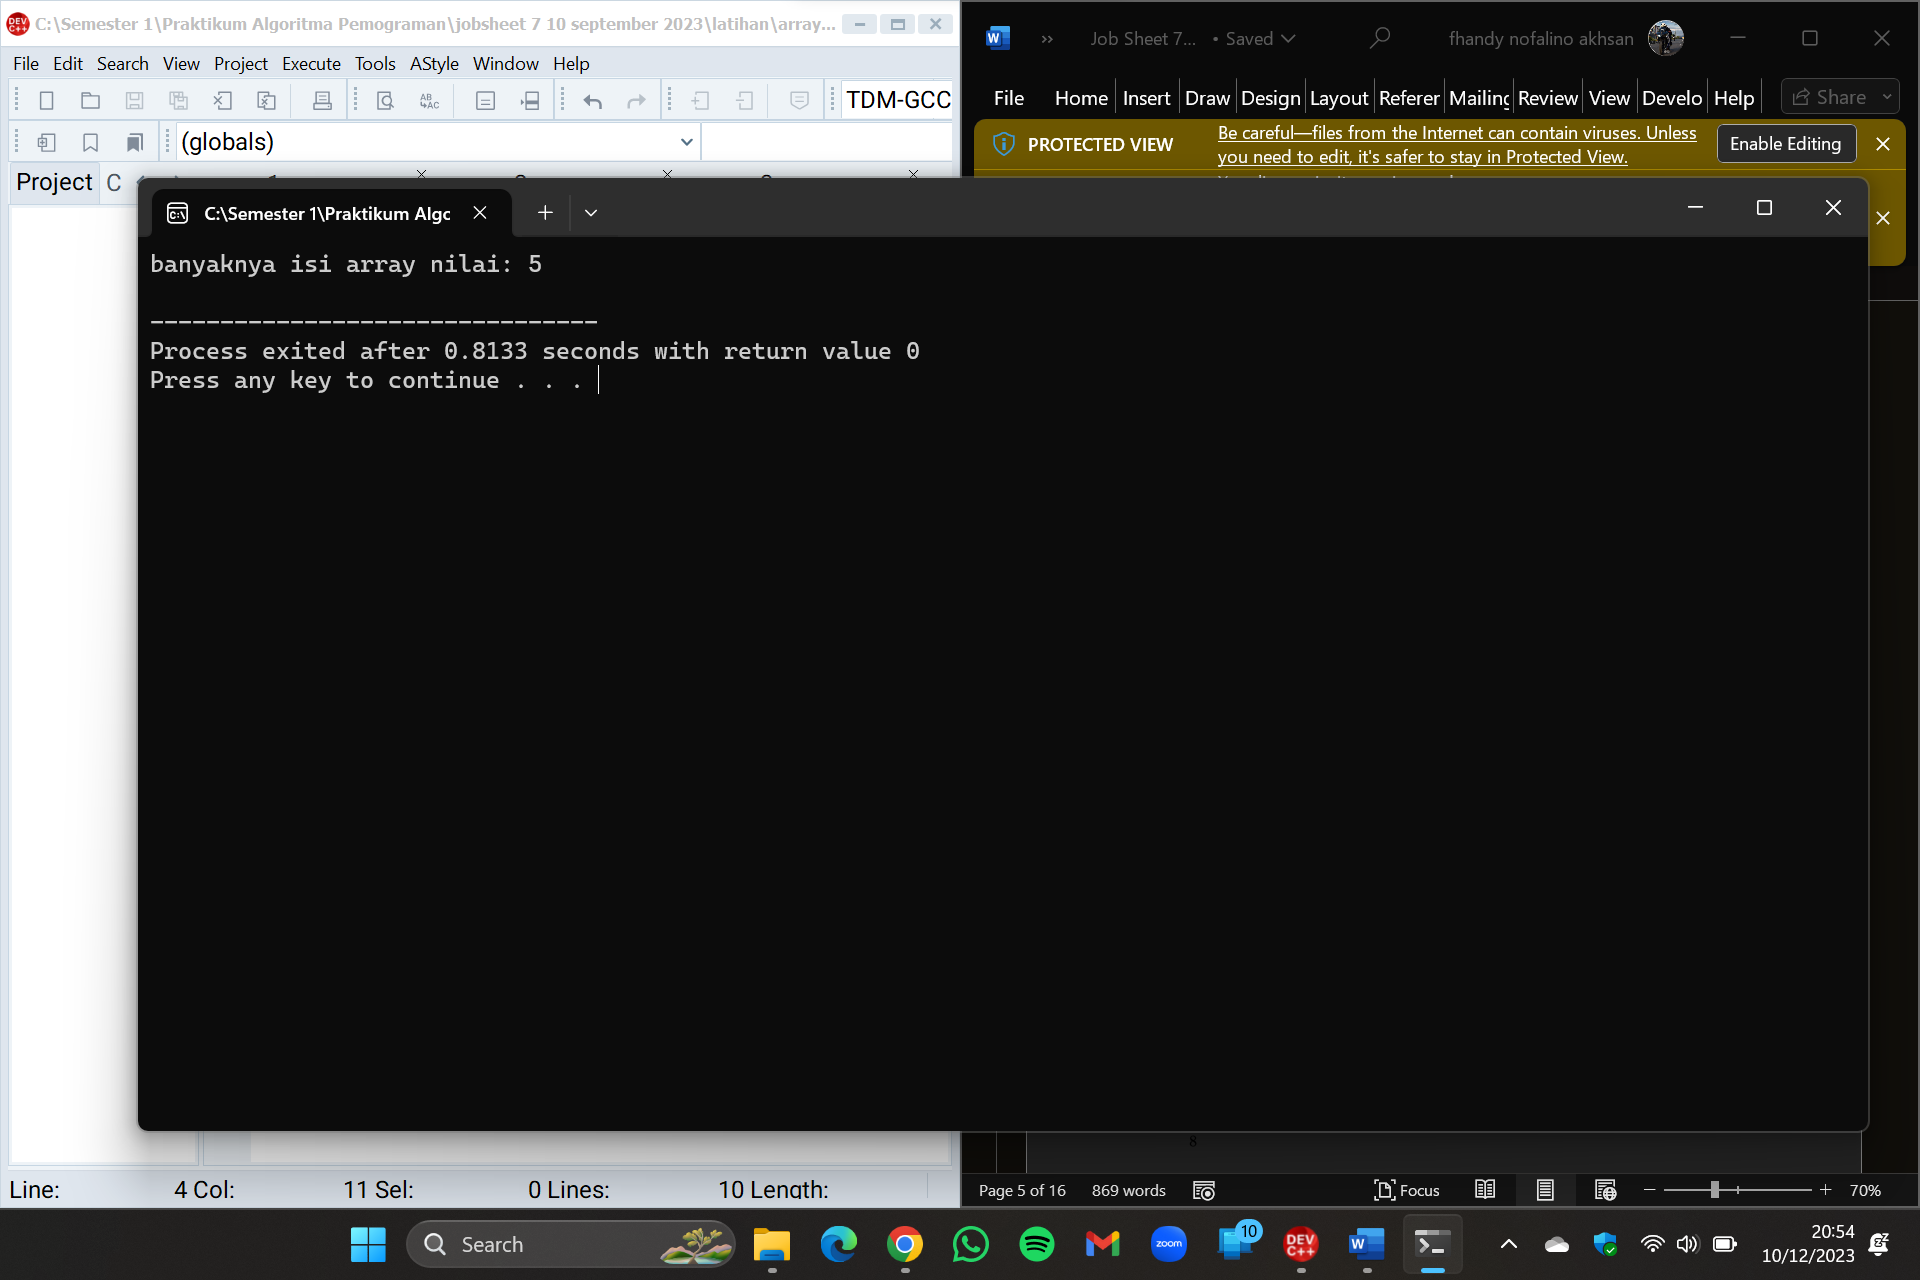 C:\Semester 1\Praktikum Algoritma Pemograman\jobsheet 7 10 september 2023\latihan\array...
File Edit Search View Project Execute Tools AStyle Window Help
TDM-GCC
(globals)
Project C
Job Sheet 7... • Saved
fhandy nofalino akhsan
File Home Insert Draw Design Layout Referer Mailing Review View Develo Help Share
PROTECTED VIEW
Be careful—files from the Internet can contain viruses. Unless
you need to edit, it's safer to stay in Protected View.
Enable Editing
C:\Semester 1\Praktikum Algc
banyaknya isi array nilai: 5
--------------------------------
Process exited after 0.8133 seconds with return value 0
Press any key to continue . . .
8
Line: 4 Col: 11 Sel: 0 Lines: 10 Length:
Page 5 of 16 869 words Focus 70%
Search
zoom
10
DEV C++
20:54
10/12/2023